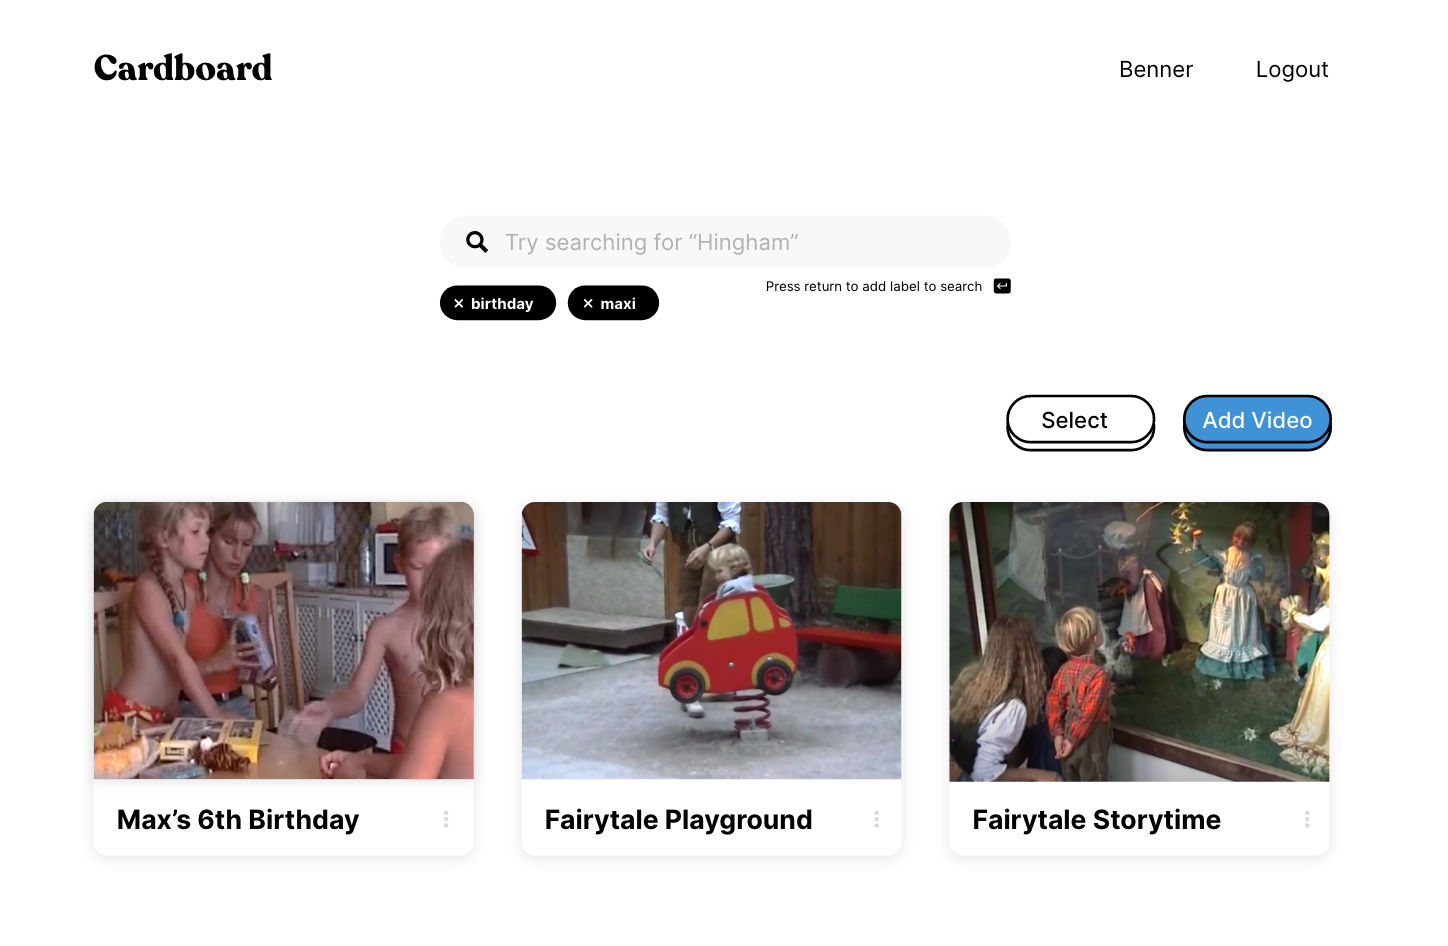 Cardboard
Benner
Logout
Try searching for “Hingham”
Press return to add label to search
× birthday
× maxi
Select
Add Video
Max’s 6th Birthday
Fairytale Playground
Fairytale Storytime